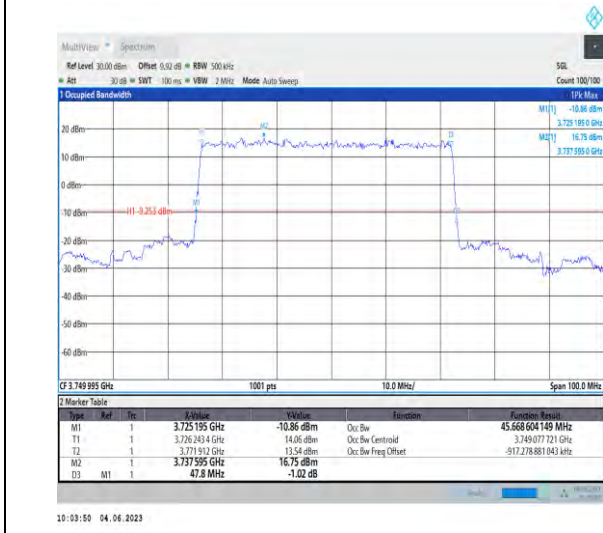 MultiView Spectrum
Ref Level 30.00 dBm Offset 9.92 dB RBW 500 kHz SGL
Att 30 dB SWT 100 ms VBW 2 MHz Mode Auto Sweep Count 100/100
1 Occupied Bandwidth 1Pk Max
M1[1] -10.86 dBm
3.725 195 0 GHz
M2[1] 16.75 dBm
3.737 595 0 GHz
M2
20 dBm
10 dBm
0 dBm
M1
-10 dBm H1 -9.253 dBm
-20 dBm
-30 dBm
-40 dBm
-50 dBm
-60 dBm
CF 3.749 995 GHz 1001 pts 10.0 MHz/ Span 100.0 MHz
2 Marker Table
Type Ref Trc X-Value Y-Value Function Function Result
M1 1 3.725 195 GHz -10.86 dBm Occ Bw 45.668 604 149 MHz
T1 1 3.726 243 4 GHz 14.06 dBm Occ Bw Centroid 3.749 077 721 GHz
T2 1 3.771 912 GHz 13.54 dBm Occ Bw Freq Offset -917.278 881 043 kHz
M2 1 3.737 595 GHz 16.75 dBm
D3 M1 1 47.8 MHz -1.02 dB
10:03:50 04.06.2023